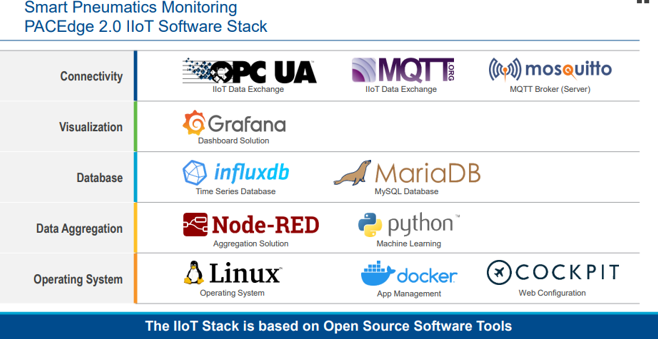 Smart Pneumatics Monitoring
PACEdge 2.0 IIoT Software Stack
Connectivity
OPC UA™
IIoT Data Exchange
MQTT.ORG
IIoT Data Exchange
mosquitto
MQTT Broker (Server)
Visualization
Grafana
Dashboard Solution
Database
influxdb
Time Series Database
MariaDB
MySQL Database
Data Aggregation
Node-RED
Aggregation Solution
python™
Machine Learning
Operating System
Linux™
Operating System
docker
App Management
COCKPIT
Web Configuration
The IIoT Stack is based on Open Source Software Tools